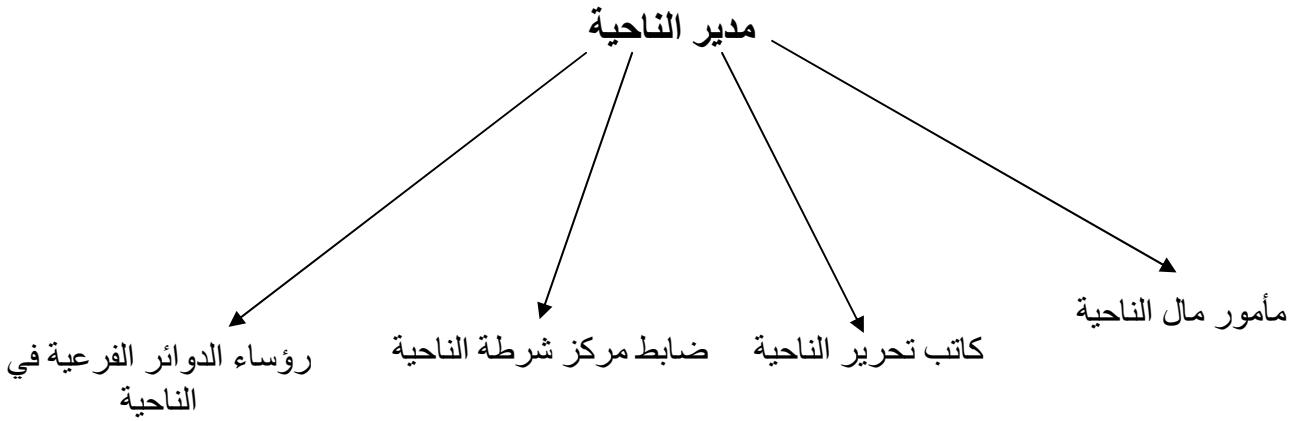 مدير الناحية
مأمور مال الناحية
كاتب تحرير الناحية
ضابط مركز شرطة الناحية
رؤساء الدوائر الفرعية في
الناحية